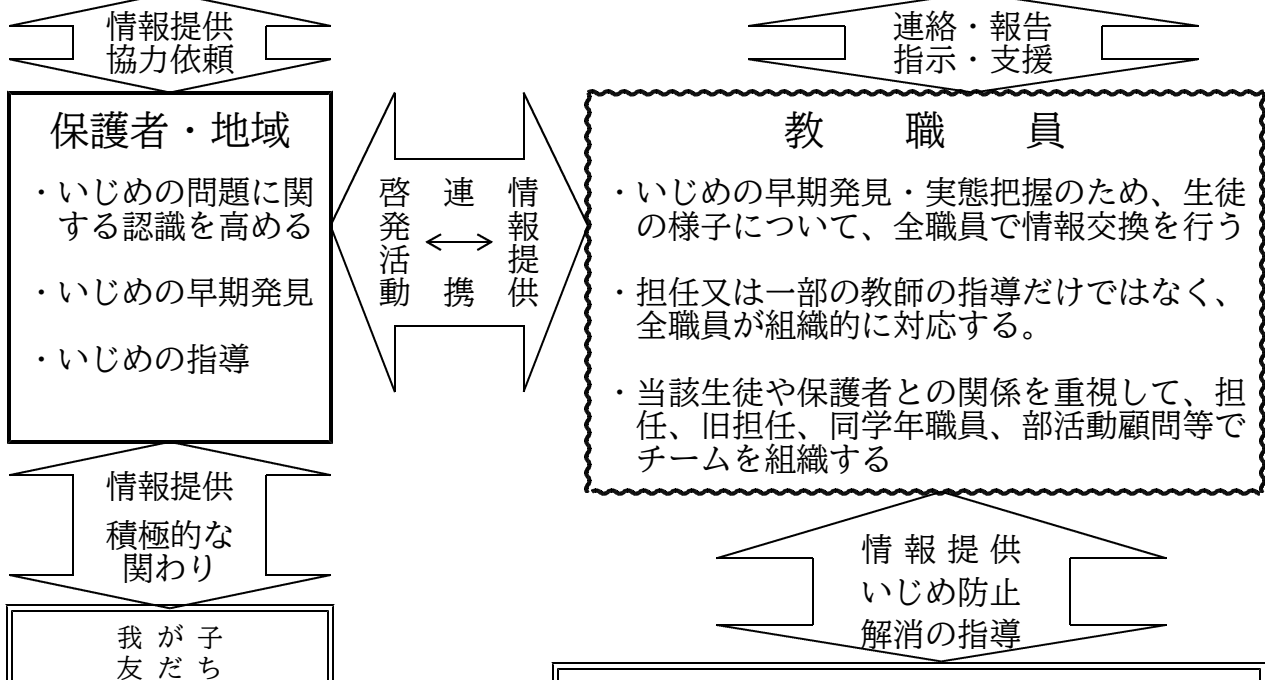 情報提供
協力依頼
連絡・報告
指示・支援
保護者・地域
・いじめの問題に関
する認識を高める
・いじめの早期発見
・いじめの指導
啓発活動
連携
情報提供
教職員
・いじめの早期発見・実態把握のため、生徒
の様子について、全職員で情報交換を行う
・担任又は一部の教師の指導だけではなく、
全職員が組織的に対応する。
・当該生徒や保護者との関係を重視して、担
任、旧担任、同学年職員、部活動顧問等で
チームを組織する
情報提供
積極的な
関わり
情報提供
いじめ防止
解消の指導
我が子
友だち